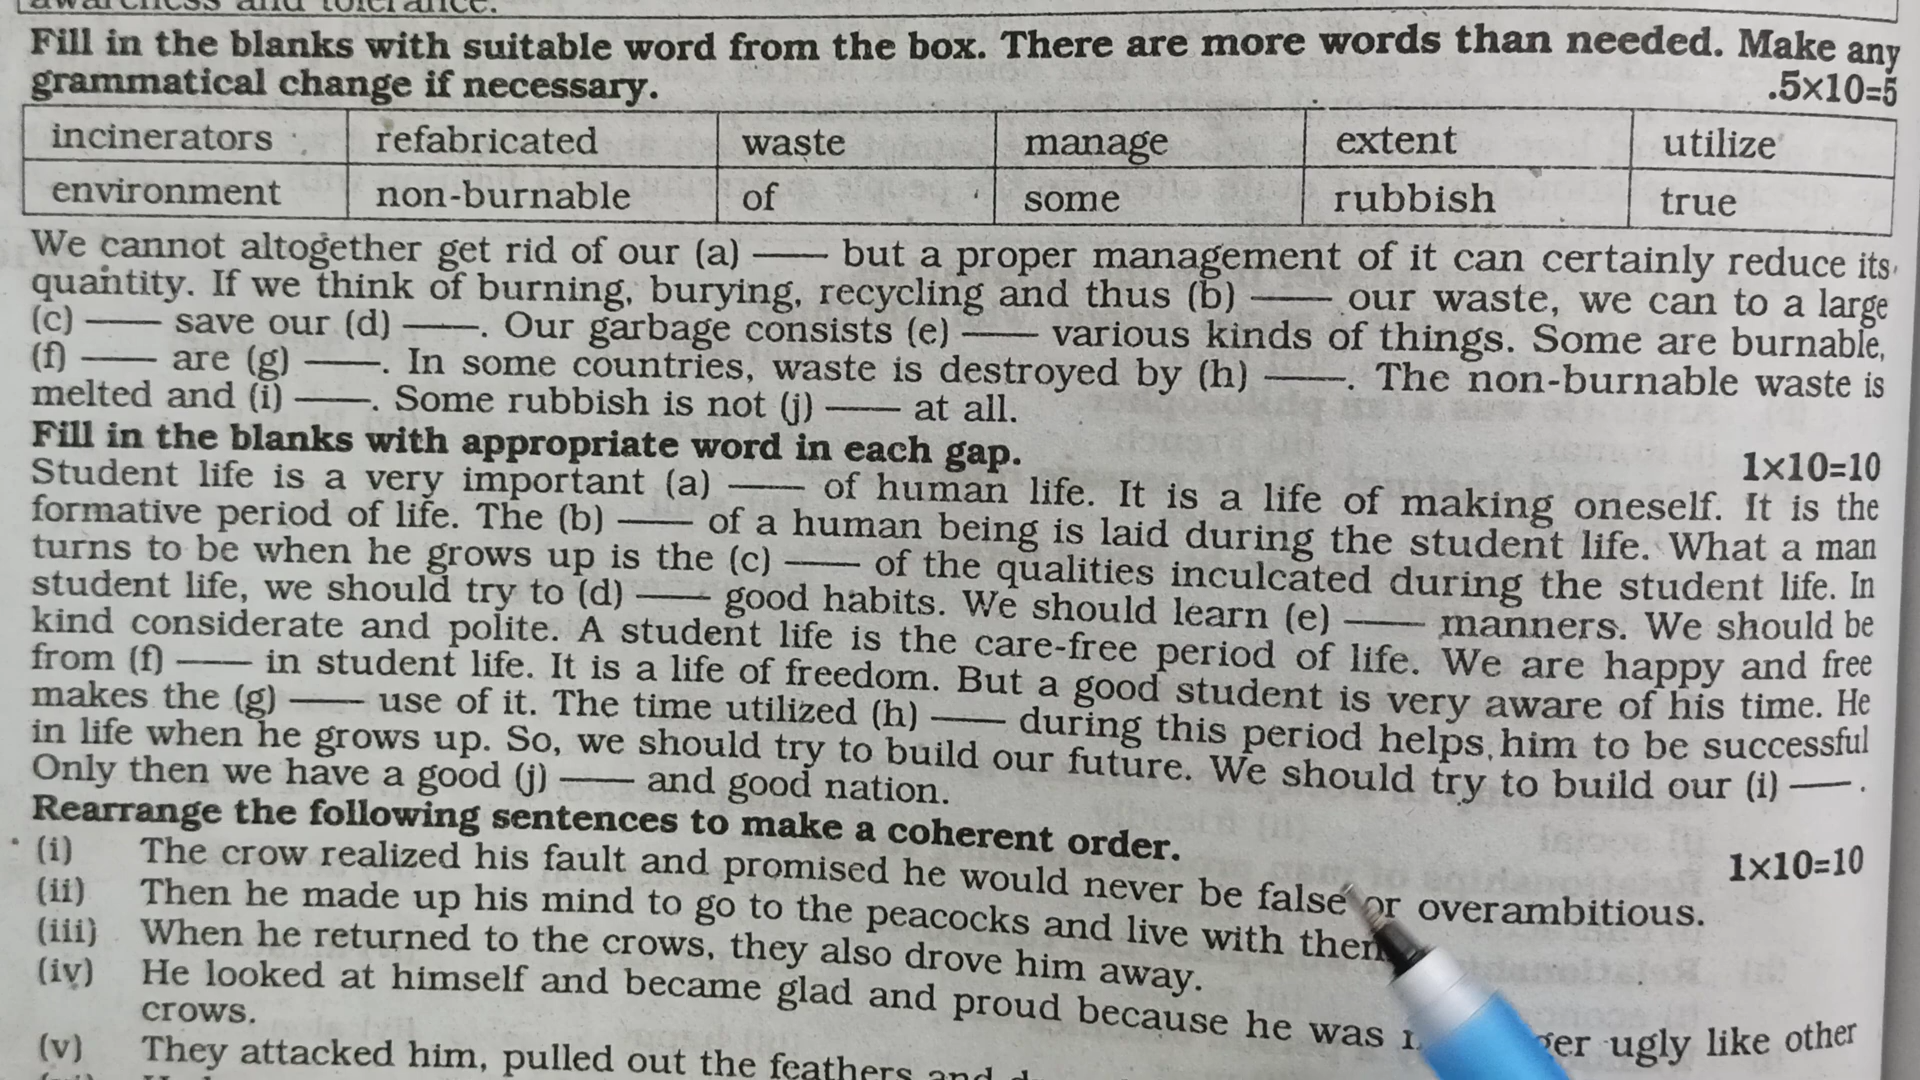 awareness and tolerance.
Fill in the blanks with suitable word from the box. There are more words than needed. Make any
grammatical change if necessary. .5×10=5
incinerators refabricated waste manage extent utilize
environment non-burnable of some rubbish true
We cannot altogether get rid of our (a) —— but a proper management of it can certainly reduce its
quantity. If we think of burning, burying, recycling and thus (b) —— our waste, we can to a large
(c) —— save our (d) ——. Our garbage consists (e) —— various kinds of things. Some are burnable,
(f) —— are (g) ——. In some countries, waste is destroyed by (h) ——. The non-burnable waste is
melted and (i) ——. Some rubbish is not (j) —— at all.
Fill in the blanks with appropriate word in each gap. 1×10=10
Student life is a very important (a) —— of human life. It is a life of making oneself. It is the
formative period of life. The (b) —— of a human being is laid during the student life. What a man
turns to be when he grows up is the (c) —— of the qualities inculcated during the student life. In
student life, we should try to (d) —— good habits. We should learn (e) —— manners. We should be
kind considerate and polite. A student life is the care-free period of life. We are happy and free
from (f) —— in student life. It is a life of freedom. But a good student is very aware of his time. He
makes the (g) —— use of it. The time utilized (h) —— during this period helps him to be successful
in life when he grows up. So, we should try to build our future. We should try to build our (i) ——.
Only then we have a good (j) —— and good nation.
Rearrange the following sentences to make a coherent order. 1×10=10
(i) The crow realized his fault and promised he would never be false or overambitious.
(ii) Then he made up his mind to go to the peacocks and live with
(iii) When he returned to the crows, they also drove him away.
(iv) He looked at himself and became glad and proud because he was ugly like other
crows.
(v) They attacked him, pulled out the feathers and